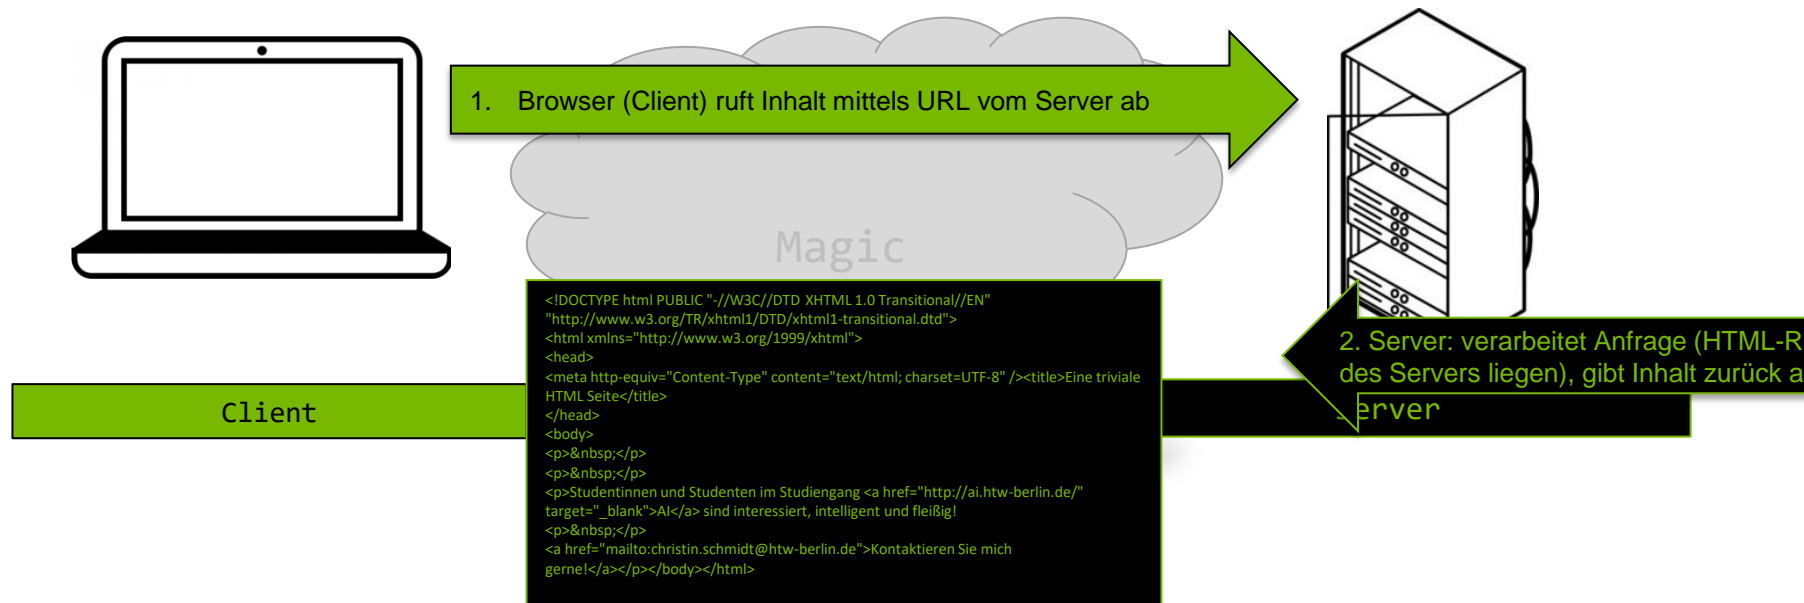 1. Browser (Client) ruft Inhalt mittels URL vom Server ab
Magic
<!DOCTYPE html PUBLIC "-//W3C//DTD XHTML 1.0 Transitional//EN"
"http://www.w3.org/TR/xhtml1/DTD/xhtml1-transitional.dtd">
<html xmlns="http://www.w3.org/1999/xhtml">
<head>
<meta http-equiv="Content-Type" content="text/html; charset=UTF-8" /><title>Eine triviale
HTML Seite</title>
</head>
<body>
<p>&nbsp;</p>
<p>&nbsp;</p>
<p>Studentinnen und Studenten im Studiengang <a href="http://ai.htw-berlin.de/"
target="_blank">AI</a> sind interessiert, intelligent und fleißig!
<p>&nbsp;</p>
<a href="mailto:christin.schmidt@htw-berlin.de">Kontaktieren Sie mich
gerne!</a></p></body></html>
2. Server: verarbeitet Anfrage (HTML-R
des Servers liegen), gibt Inhalt zurück a
Client
Server